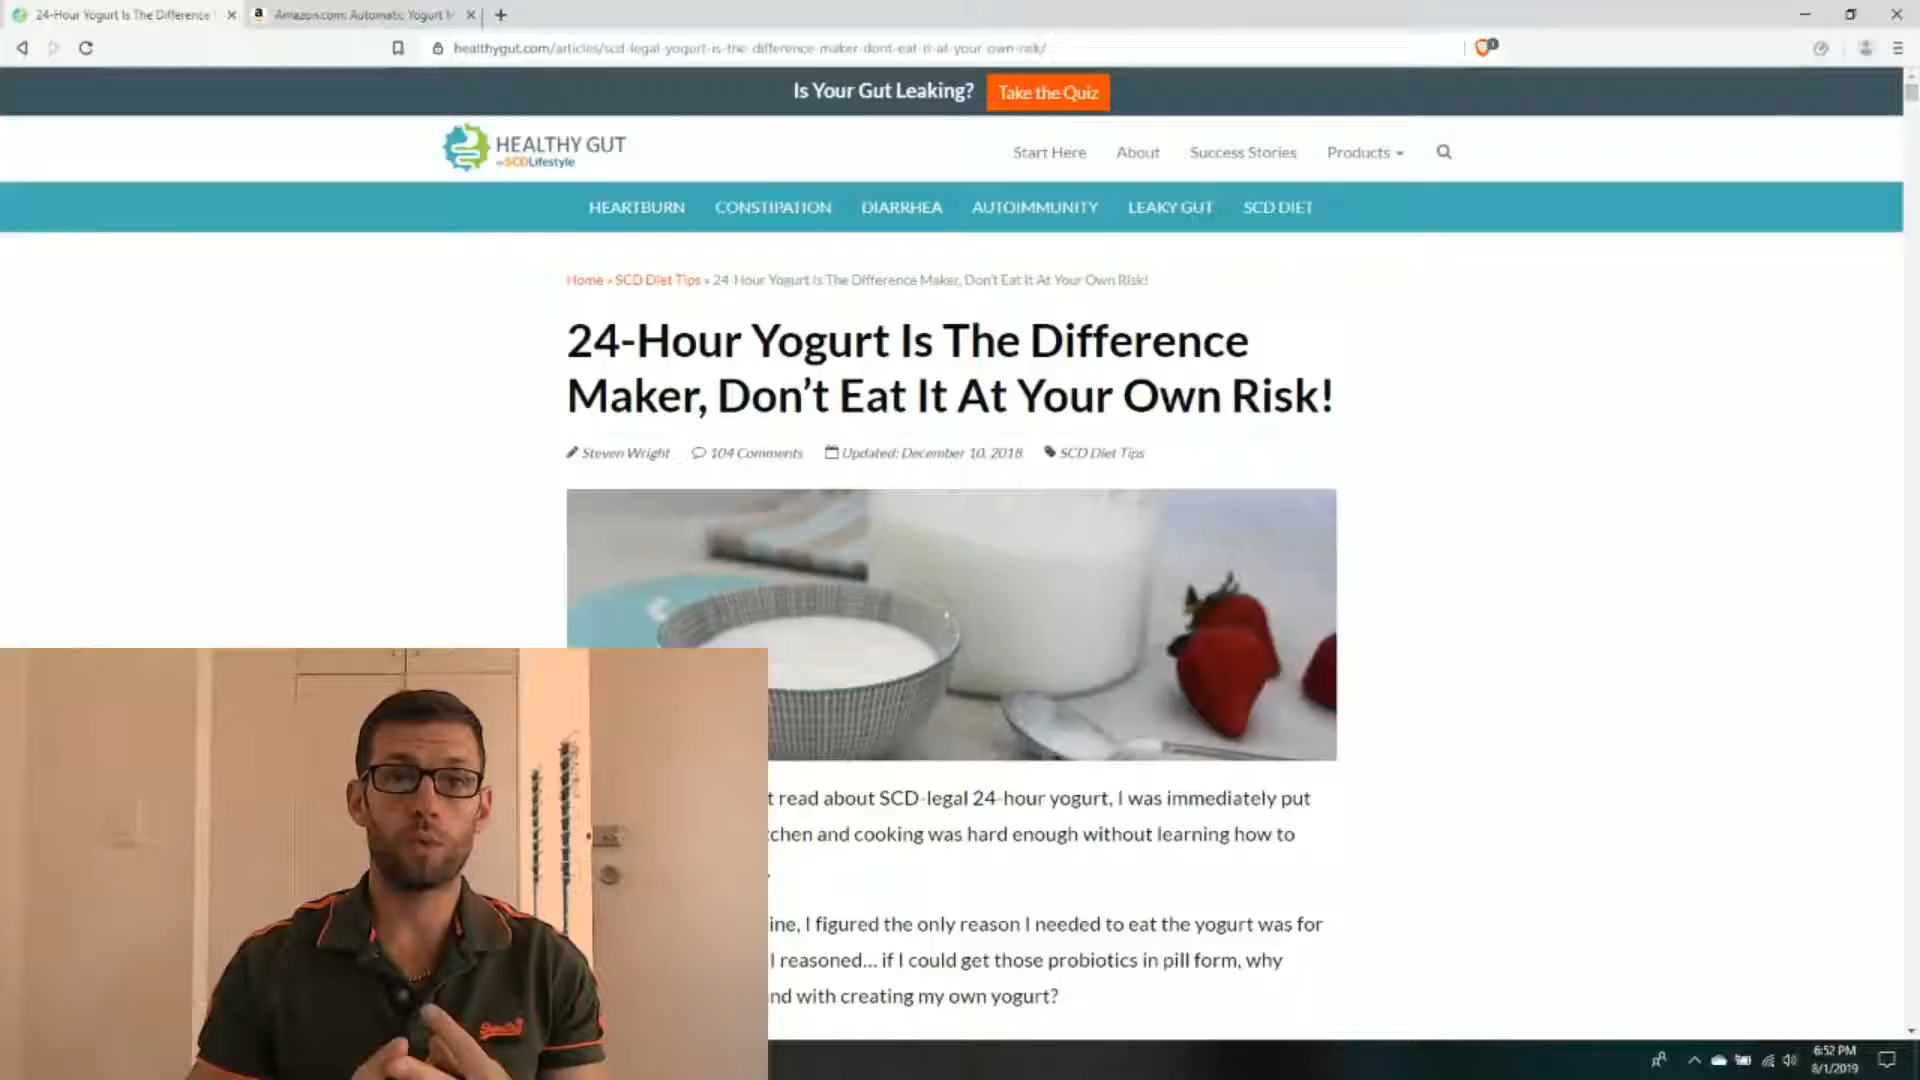 24-Hour Yogurt Is The Difference
Amazon.com: Automatic Yogurt M
healthygut.com/articles/scd-legal-yogurt-is-the-difference-maker-dont-eat-it-at-your-own-risk/
Is Your Gut Leaking? Take the Quiz
HEALTHY GUT
SCDLifestyle
Start Here About Success Stories Products
HEARTBURN CONSTIPATION DIARRHEA AUTOIMMUNITY LEAKY GUT SCD DIET
Home » SCD Diet Tips » 24-Hour Yogurt Is The Difference Maker, Don't Eat It At Your Own Risk!
24-Hour Yogurt Is The Difference
Maker, Don't Eat It At Your Own Risk!
Steven Wright 104 Comments Updated: December 10, 2018 SCD Diet Tips
t read about SCD-legal 24-hour yogurt, I was immediately put
chen and cooking was hard enough without learning how to
.
ine, I figured the only reason I needed to eat the yogurt was for
I reasoned... if I could get those probiotics in pill form, why
nd with creating my own yogurt?
6:52 PM
8/1/2019